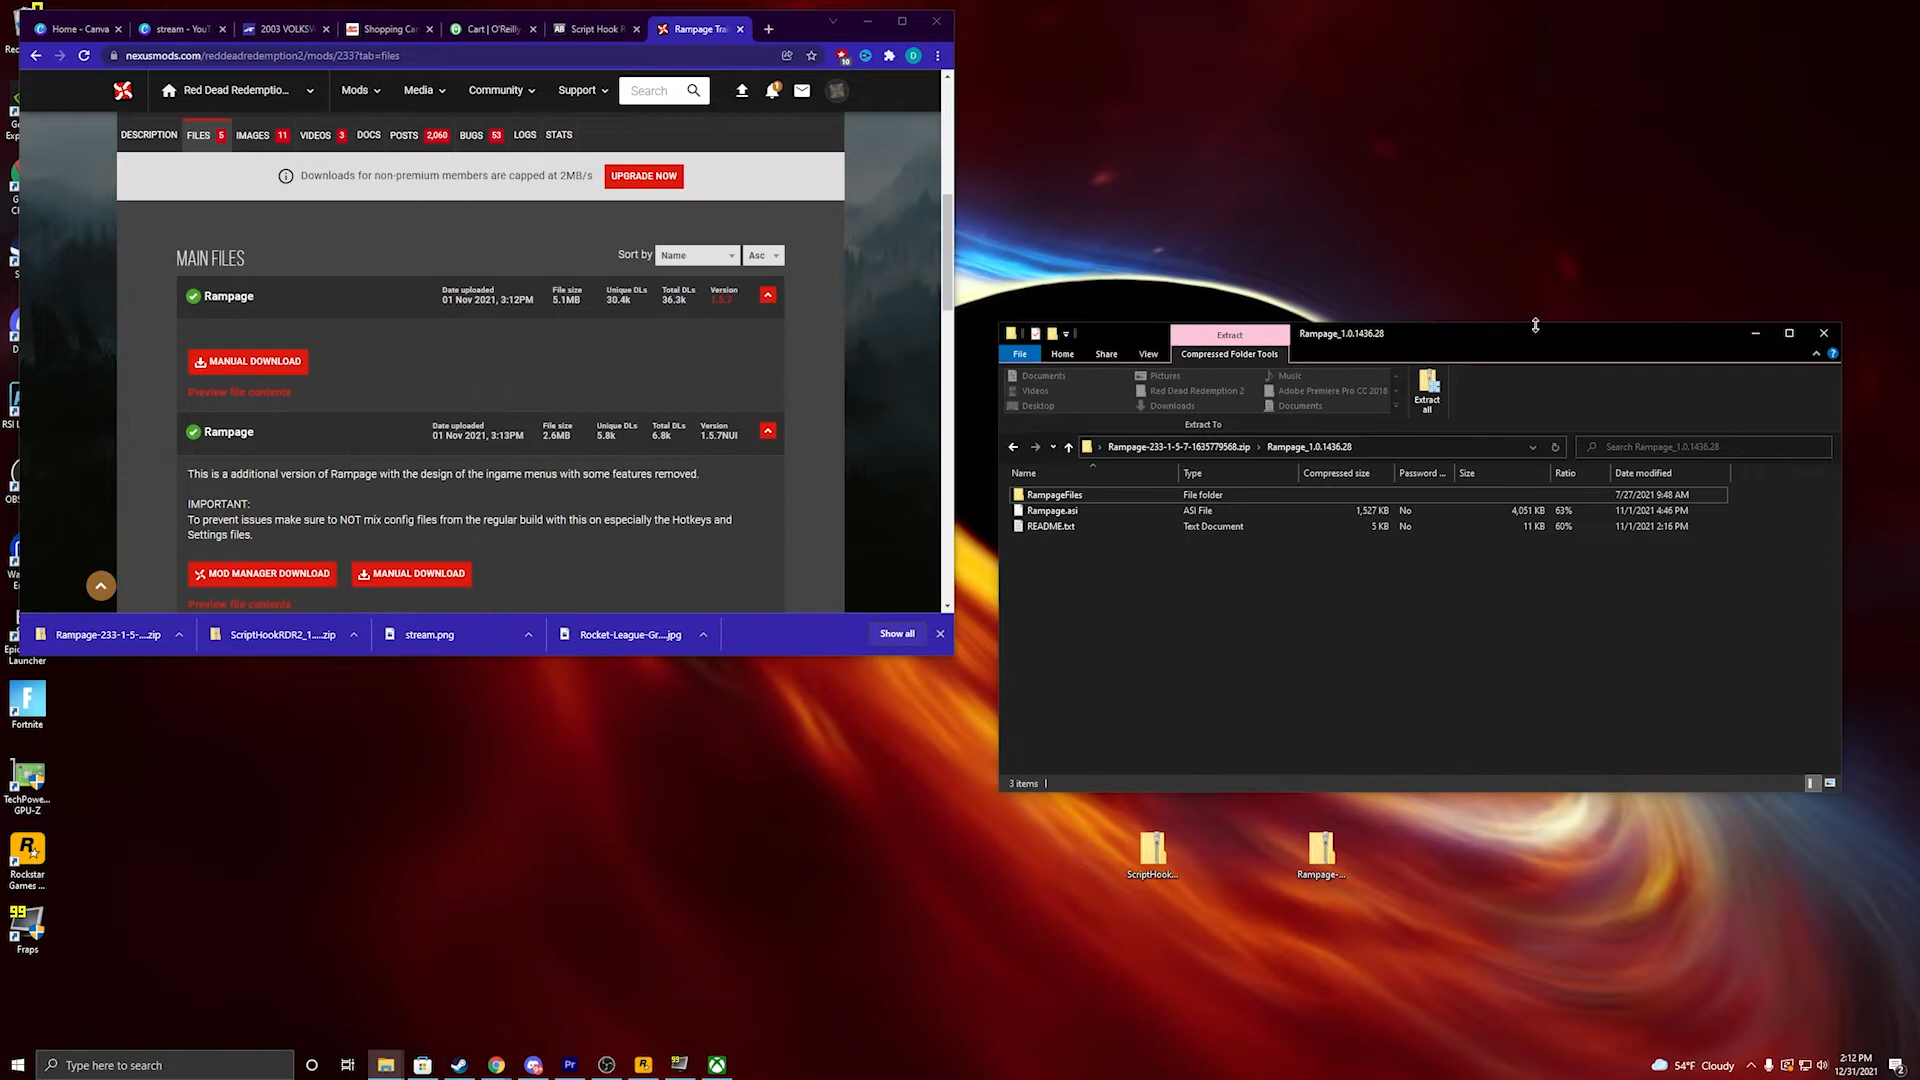 Home - Canva
stream - YouT
2003 VOLKSW
Shopping Car
Cart | O'Reilly
Script Hook R
Rampage Trai
nexusmods.com/reddeadredemption2/mods/233?tab=files
10
D
Red Dead Redemptio...
Mods
Media
Community
Support
Search
1
DESCRIPTION
FILES 5
IMAGES 11
VIDEOS 3
DOCS
POSTS 2,060
BUGS 53
LOGS
STATS
Downloads for non-premium members are capped at 2MB/s
UPGRADE NOW
MAIN FILES
Sort by
Name
Asc
Rampage
Date uploaded
01 Nov 2021, 3:12PM
File size
5.1MB
Unique DLs
30.4k
Total DLs
36.3k
Version
1.5.7
MANUAL DOWNLOAD
Preview file contents
Rampage
Date uploaded
01 Nov 2021, 3:13PM
File size
2.6MB
Unique DLs
5.8k
Total DLs
6.8k
Version
1.5.7NUI
This is a additional version of Rampage with the design of the ingame menus with some features removed.
IMPORTANT:
To prevent issues make sure to NOT mix config files from the regular build with this on especially the Hotkeys and
Settings files.
MOD MANAGER DOWNLOAD
MANUAL DOWNLOAD
Preview file contents
Rampage-233-1-5-....zip
ScriptHookRDR2_1.....zip
stream.png
Rocket-League-Gr....jpg
Show all
Extract
Rampage_1.0.1436.28
File
Home
Share
View
Compressed Folder Tools
Documents
Pictures
Music
Videos
Red Dead Redemption 2
Adobe Premiere Pro CC 2018
Desktop
Downloads
Documents
Extract
all
Extract To
Rampage-233-1-5-7-1635779568.zip
Rampage_1.0.1436.28
Search Rampage_1.0.1436.28
Name
Type
Compressed size
Password ...
Size
Ratio
Date modified
RampageFiles
File folder
7/27/2021 9:48 AM
Rampage.asi
ASI File
1,527 KB
No
4,051 KB
63%
11/1/2021 4:46 PM
README.txt
Text Document
5 KB
No
11 KB
60%
11/1/2021 2:16 PM
3 items
ScriptHook...
Rampage-...
Launcher
Fortnite
TechPowe...
GPU-Z
Rockstar
Games ...
99
Fraps
Type here to search
Pr
99
54°F Cloudy
2:12 PM
12/31/2021
2